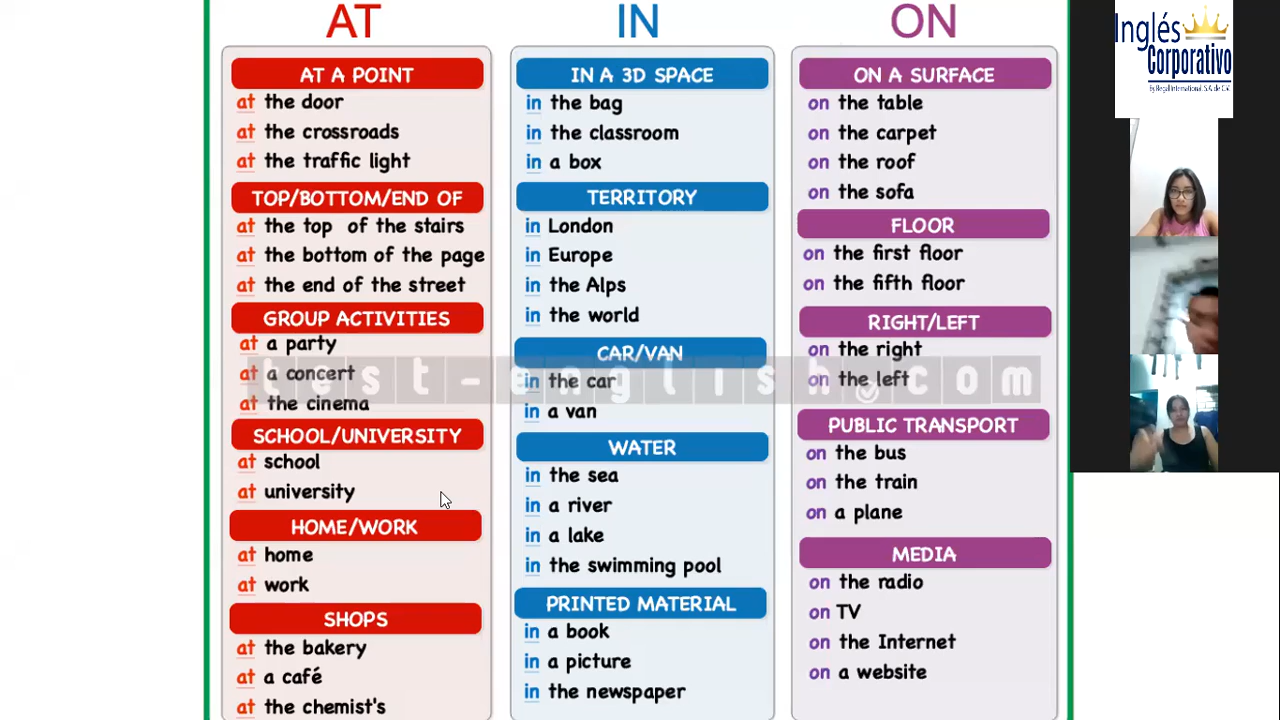 AT
AT A POINT
at the door
at the crossroads
at the traffic light
TOP/BOTTOM/END OF
at the top of the stairs
at the bottom of the page
at the end of the street
GROUP ACTIVITIES
at a party
at a concert
at the cinema
SCHOOL/UNIVERSITY
at school
at university
HOME/WORK
at home
at work
SHOPS
at the bakery
at a café
at the chemist's
IN
IN A 3D SPACE
in the bag
in the classroom
in a box
TERRITORY
in London
in Europe
in the Alps
in the world
CAR/VAN
in the car
in a van
WATER
in the sea
in a river
in a lake
in the swimming pool
PRINTED MATERIAL
in a book
in a picture
in the newspaper
ON
ON A SURFACE
on the table
on the carpet
on the roof
on the sofa
FLOOR
on the first floor
on the fifth floor
RIGHT/LEFT
on the right
on the left
PUBLIC TRANSPORT
on the bus
on the train
on a plane
MEDIA
on the radio
on TV
on the Internet
on a website
test-english.com
Inglés
Corporativo
By Regall International, S.A. de C.V.